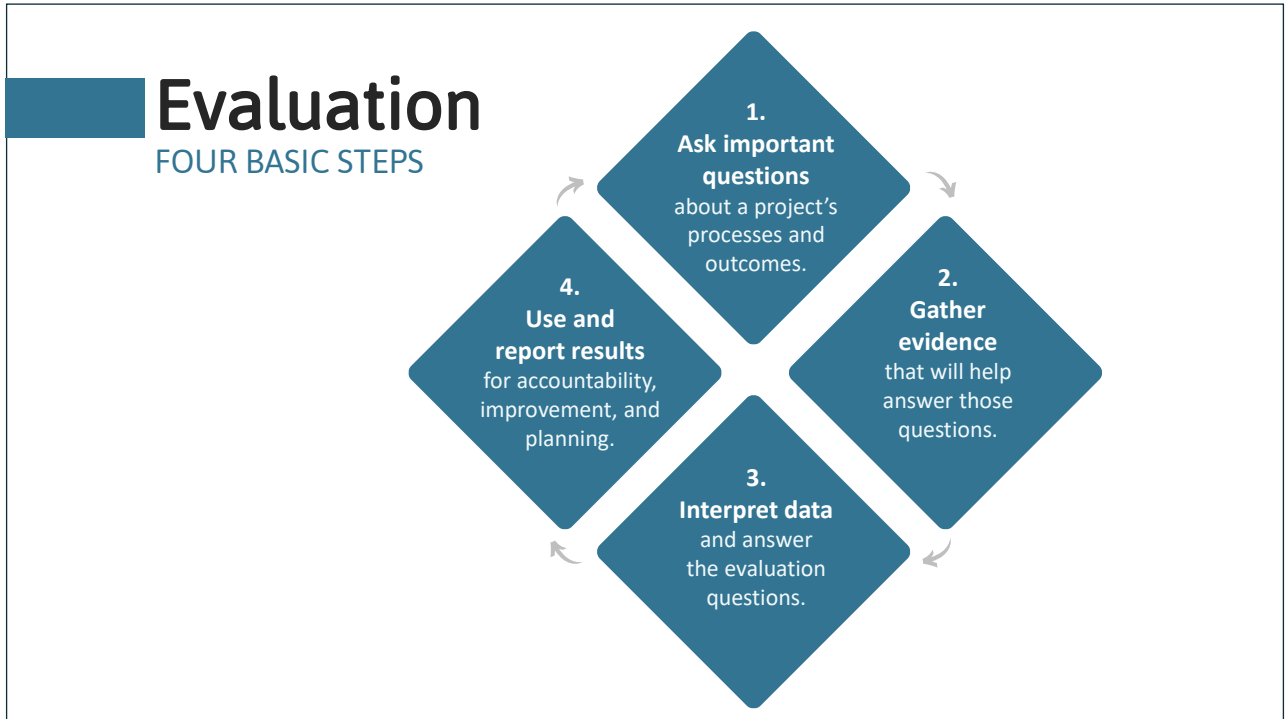 Evaluation
FOUR BASIC STEPS
1.
Ask important
questions
about a project’s
processes and
outcomes.
2.
Gather
evidence
that will help
answer those
questions.
3.
Interpret data
and answer
the evaluation
questions.
4.
Use and
report results
for accountability,
improvement, and
planning.